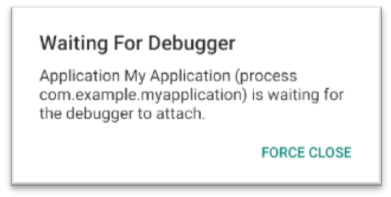 Waiting For Debugger
Application My Application (process
com.example.myapplication) is waiting for
the debugger to attach.
FORCE CLOSE